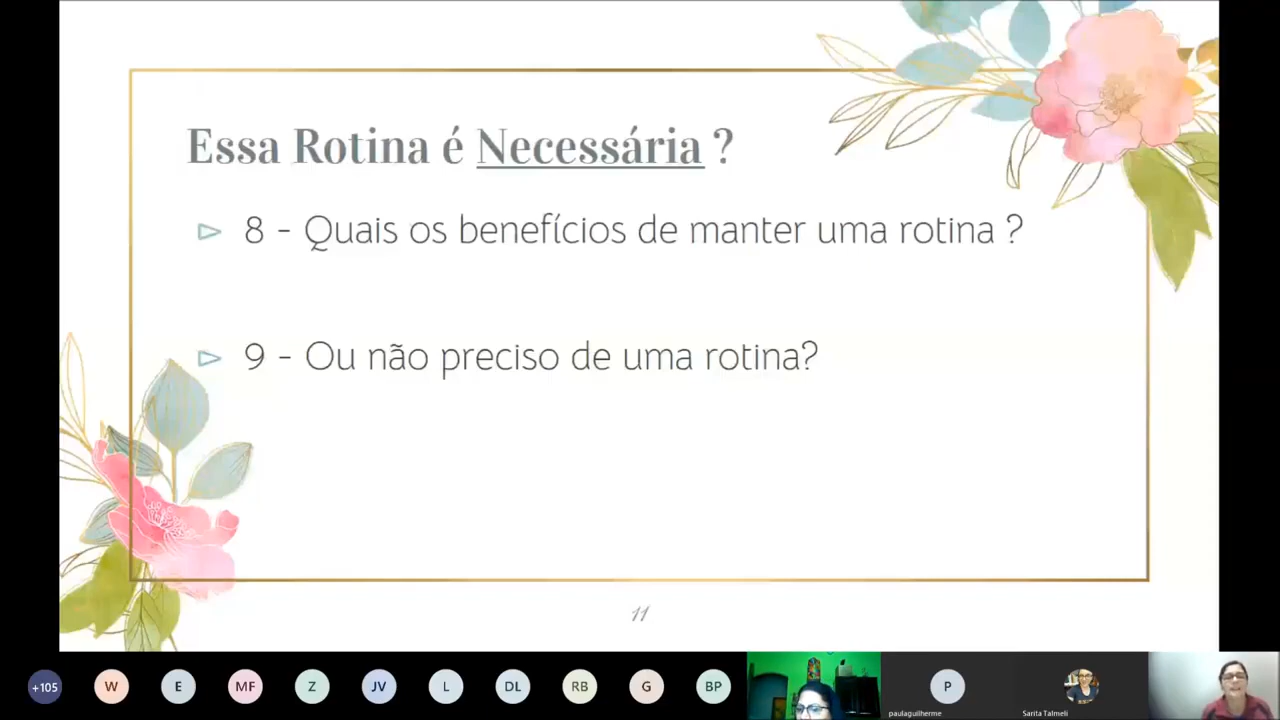 Essa Rotina é Necessária ?
8 - Quais os benefícios de manter uma rotina ?
9 - Ou não preciso de uma rotina?
11
+105 W E MF Z JV L DL RB G BP P
paulaguilherme Sarita Talmeli